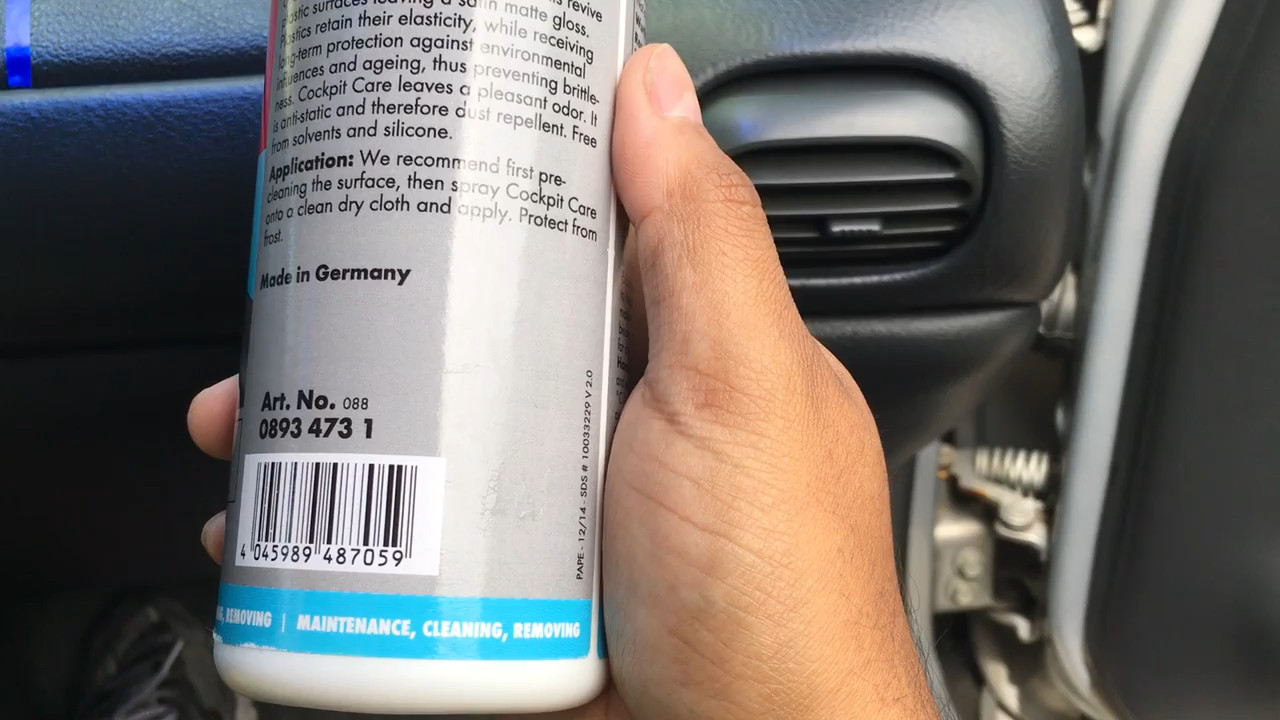 revive
plastic surfaces leaving a satin matte gloss.
Plastics retain their elasticity, while receiving
long-term protection against environmental
influences and ageing, thus preventing brittle-
ness. Cockpit Care leaves a pleasant odor. It
is anti-static and therefore dust repellent. Free
from solvents and silicone.
Application: We recommend first pre-
cleaning the surface, then spray Cockpit Care
onto a clean dry cloth and apply. Protect from
frost.
Made in Germany
Art. No. 088
0893 473 1
4 045989 487059
PAPE - 12/14 - SDS # 10033229 V 2.0
REMOVING | MAINTENANCE, CLEANING, REMOVING